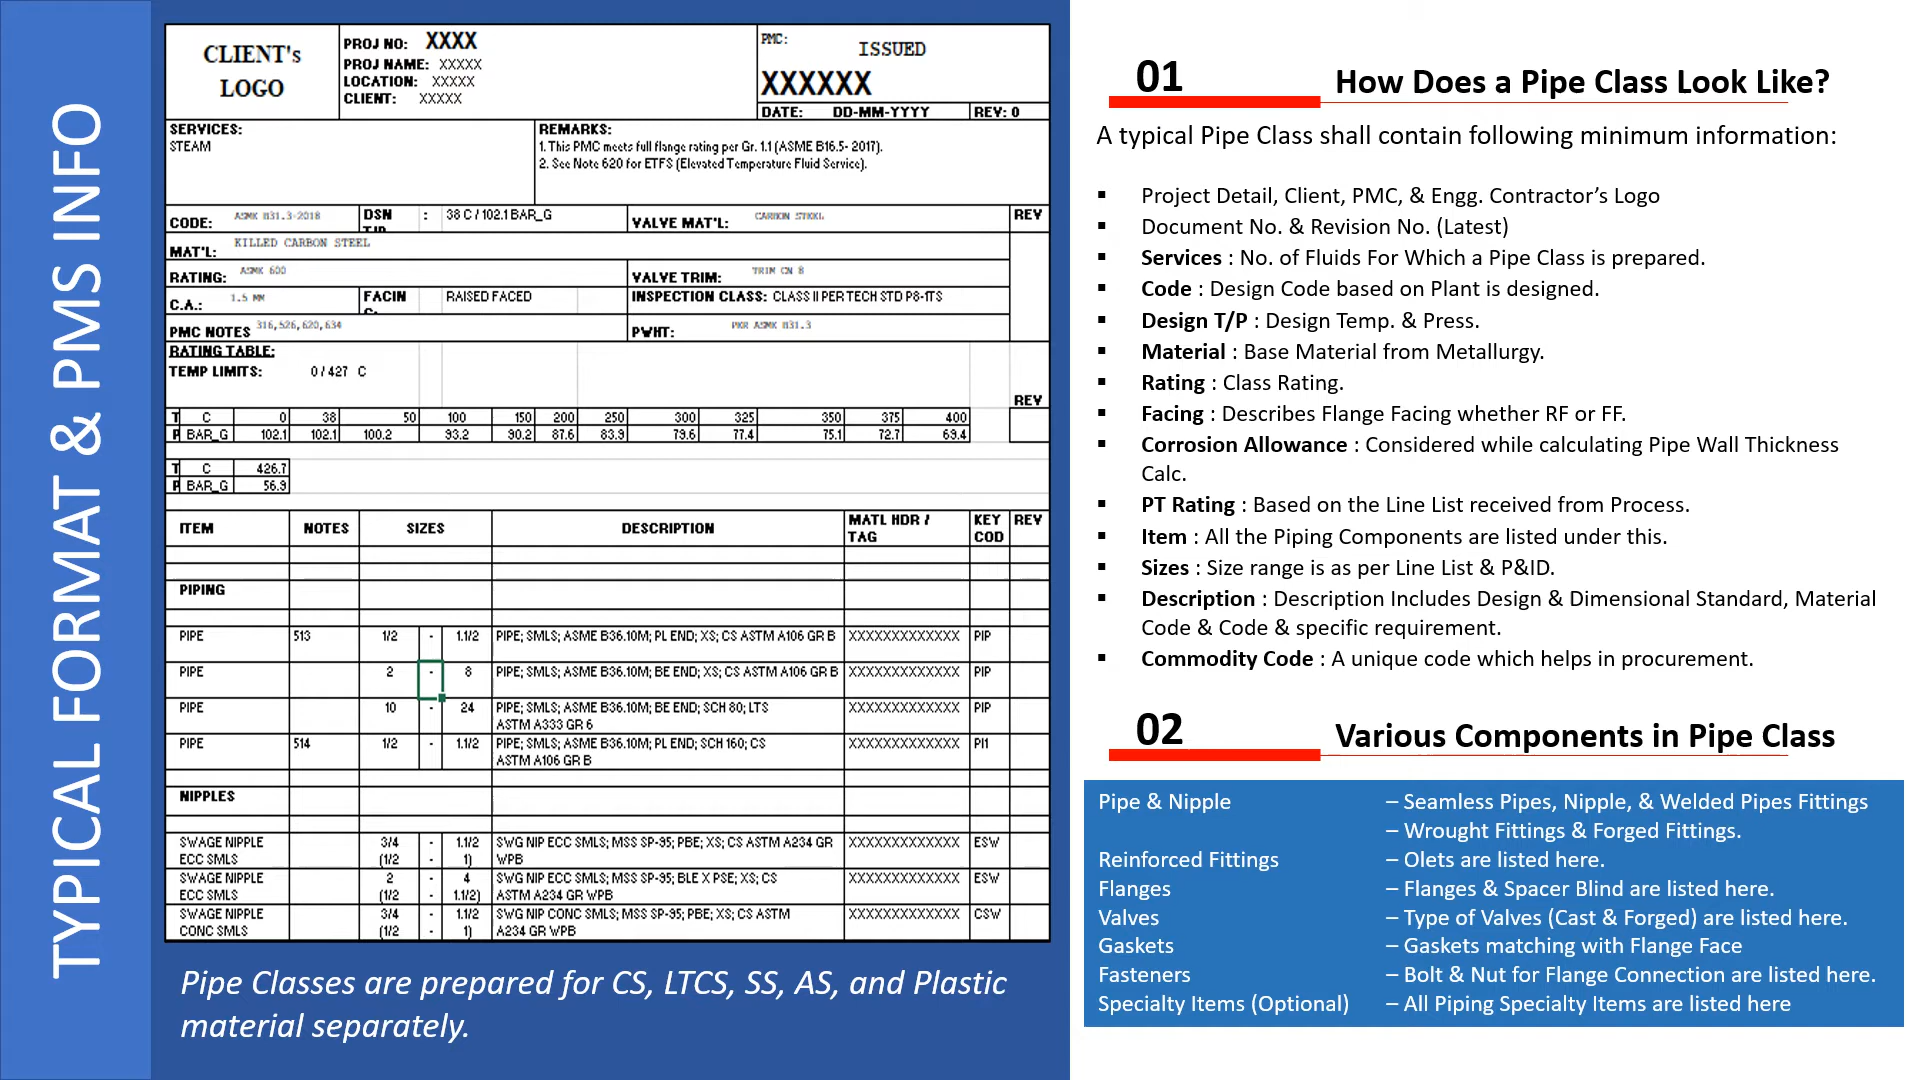 TYPICAL FORMAT & PMS INFO
CLIENT's
LOGO
PROJ NO: XXXX
PROJ NAME: XXXXX
LOCATION: XXXXX
CLIENT: XXXXX
PMC: ISSUED
XXXXXX
DATE: DD-MM-YYYY REV: 0
SERVICES:
STEAM
REMARKS:
1. This PMC meets full flange rating per Gr. 1.1 (ASME B16.5- 2017).
2. See Note 620 for ETFS (Elevated Temperature Fluid Service).
CODE: ASME B31.3-2018 DSN : 38 C / 102.1 BAR_G VALVE MAT'L: CARBON STEEL REV
MAT'L: KILLED CARBON STEEL
RATING: ASME 600 VALVE TRIM: TRIM CN 8
C.A.: 1.5 MM FACIN RAISED FACED INSPECTION CLASS: CLASS II PER TECH STD P8-1TS
PMC NOTES 316,526,620,634 PWHT: PER ASME B31.3
RATING TABLE:
TEMP LIMITS: 0 / 427 C
REV
T C 0 38 50 100 150 200 250 300 325 350 375 400
P BAR_G 102.1 102.1 100.2 93.2 90.2 87.6 83.9 79.6 77.4 75.1 72.7 69.4
T C 426.7
P BAR_G 56.9
ITEM NOTES SIZES DESCRIPTION MATL HDR / TAG KEY COD REV
PIPING
PIPE 513 1/2 - 1.1/2 PIPE; SMLS; ASME B36.10M; PL END; XS; CS ASTM A106 GR B XXXXXXXXXXXXX PIP
PIPE 2 - 8 PIPE; SMLS; ASME B36.10M; BE END; XS; CS ASTM A106 GR B XXXXXXXXXXXXX PIP
PIPE 10 - 24 PIPE; SMLS; ASME B36.10M; BE END; SCH 80; LTS XXXXXXXXXXXXX PIP
ASTM A333 GR 6
PIPE 514 1/2 - 1.1/2 PIPE; SMLS; ASME B36.10M; PL END; SCH 160; CS XXXXXXXXXXXXX PI1
ASTM A106 GR B
NIPPLES
SWAGE NIPPLE 3/4 - 1.1/2 SWG NIP ECC SMLS; MSS SP-95; PBE; XS; CS ASTM A234 GR XXXXXXXXXXXXX ESW
ECC SMLS (1/2 - 1) WPB
SWAGE NIPPLE 2 - 4 SWG NIP ECC SMLS; MSS SP-95; BLE X PSE; XS; CS XXXXXXXXXXXXX ESW
ECC SMLS (1/2 - 1.1/2) ASTM A234 GR WPB
SWAGE NIPPLE 3/4 - 1.1/2 SWG NIP CONC SMLS; MSS SP-95; PBE; XS; CS ASTM XXXXXXXXXXXXX CSW
CONC SMLS (1/2 - 1) A234 GR WPB
Pipe Classes are prepared for CS, LTCS, SS, AS, and Plastic
material separately.
01 How Does a Pipe Class Look Like?
A typical Pipe Class shall contain following minimum information:
▪ Project Detail, Client, PMC, & Engg. Contractor’s Logo
▪ Document No. & Revision No. (Latest)
▪ Services : No. of Fluids For Which a Pipe Class is prepared.
▪ Code : Design Code based on Plant is designed.
▪ Design T/P : Design Temp. & Press.
▪ Material : Base Material from Metallurgy.
▪ Rating : Class Rating.
▪ Facing : Describes Flange Facing whether RF or FF.
▪ Corrosion Allowance : Considered while calculating Pipe Wall Thickness
Calc.
▪ PT Rating : Based on the Line List received from Process.
▪ Item : All the Piping Components are listed under this.
▪ Sizes : Size range is as per Line List & P&ID.
▪ Description : Description Includes Design & Dimensional Standard, Material
Code & Code & specific requirement.
▪ Commodity Code : A unique code which helps in procurement.
02 Various Components in Pipe Class
Pipe & Nipple – Seamless Pipes, Nipple, & Welded Pipes Fittings
– Wrought Fittings & Forged Fittings.
Reinforced Fittings – Olets are listed here.
Flanges – Flanges & Spacer Blind are listed here.
Valves – Type of Valves (Cast & Forged) are listed here.
Gaskets – Gaskets matching with Flange Face
Fasteners – Bolt & Nut for Flange Connection are listed here.
Specialty Items (Optional) – All Piping Specialty Items are listed here